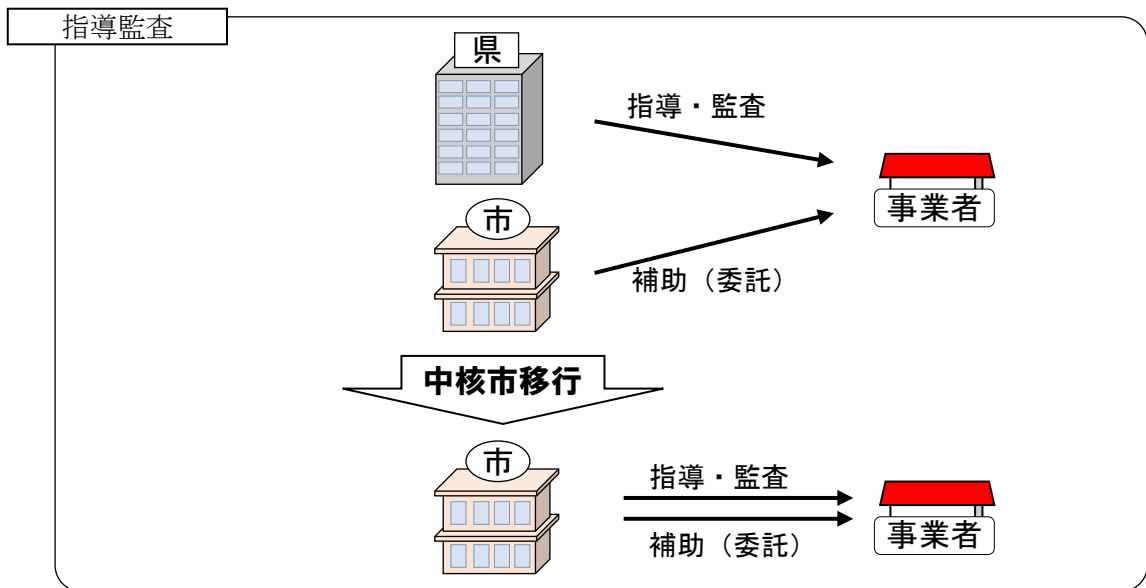 指導監査
県
指導・監査
事業者
市
補助（委託）
中核市移行
市
指導・監査
補助（委託）
事業者